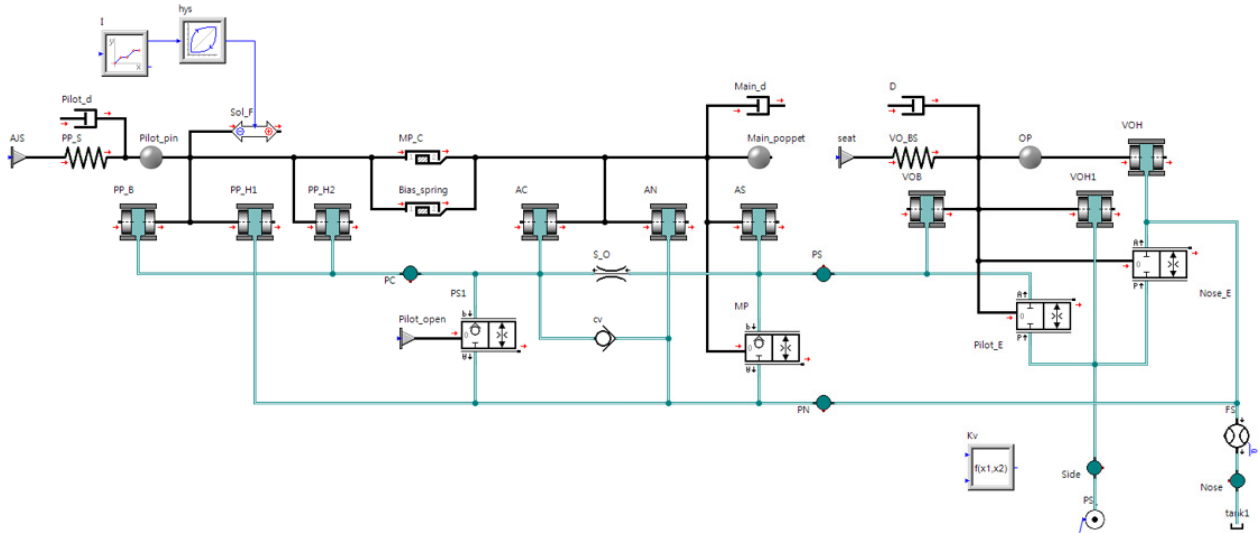 I
hys
Pilot_d
Sol_F
Main_d
D
AJS
PP_S
Pilot_pin
MP_C
Main_poppet
seat
VO_BS
OP
VOH
PP_B
PP_H1
PP_H2
Bias_spring
AC
AN
AS
VOB
VOH1
S_O
PC
PS
PS1
Nose_E
Pilot_open
cv
MP
Pilot_E
PN
FS
Kv
f(x1,x2)
Side
Nose
PS
tank1